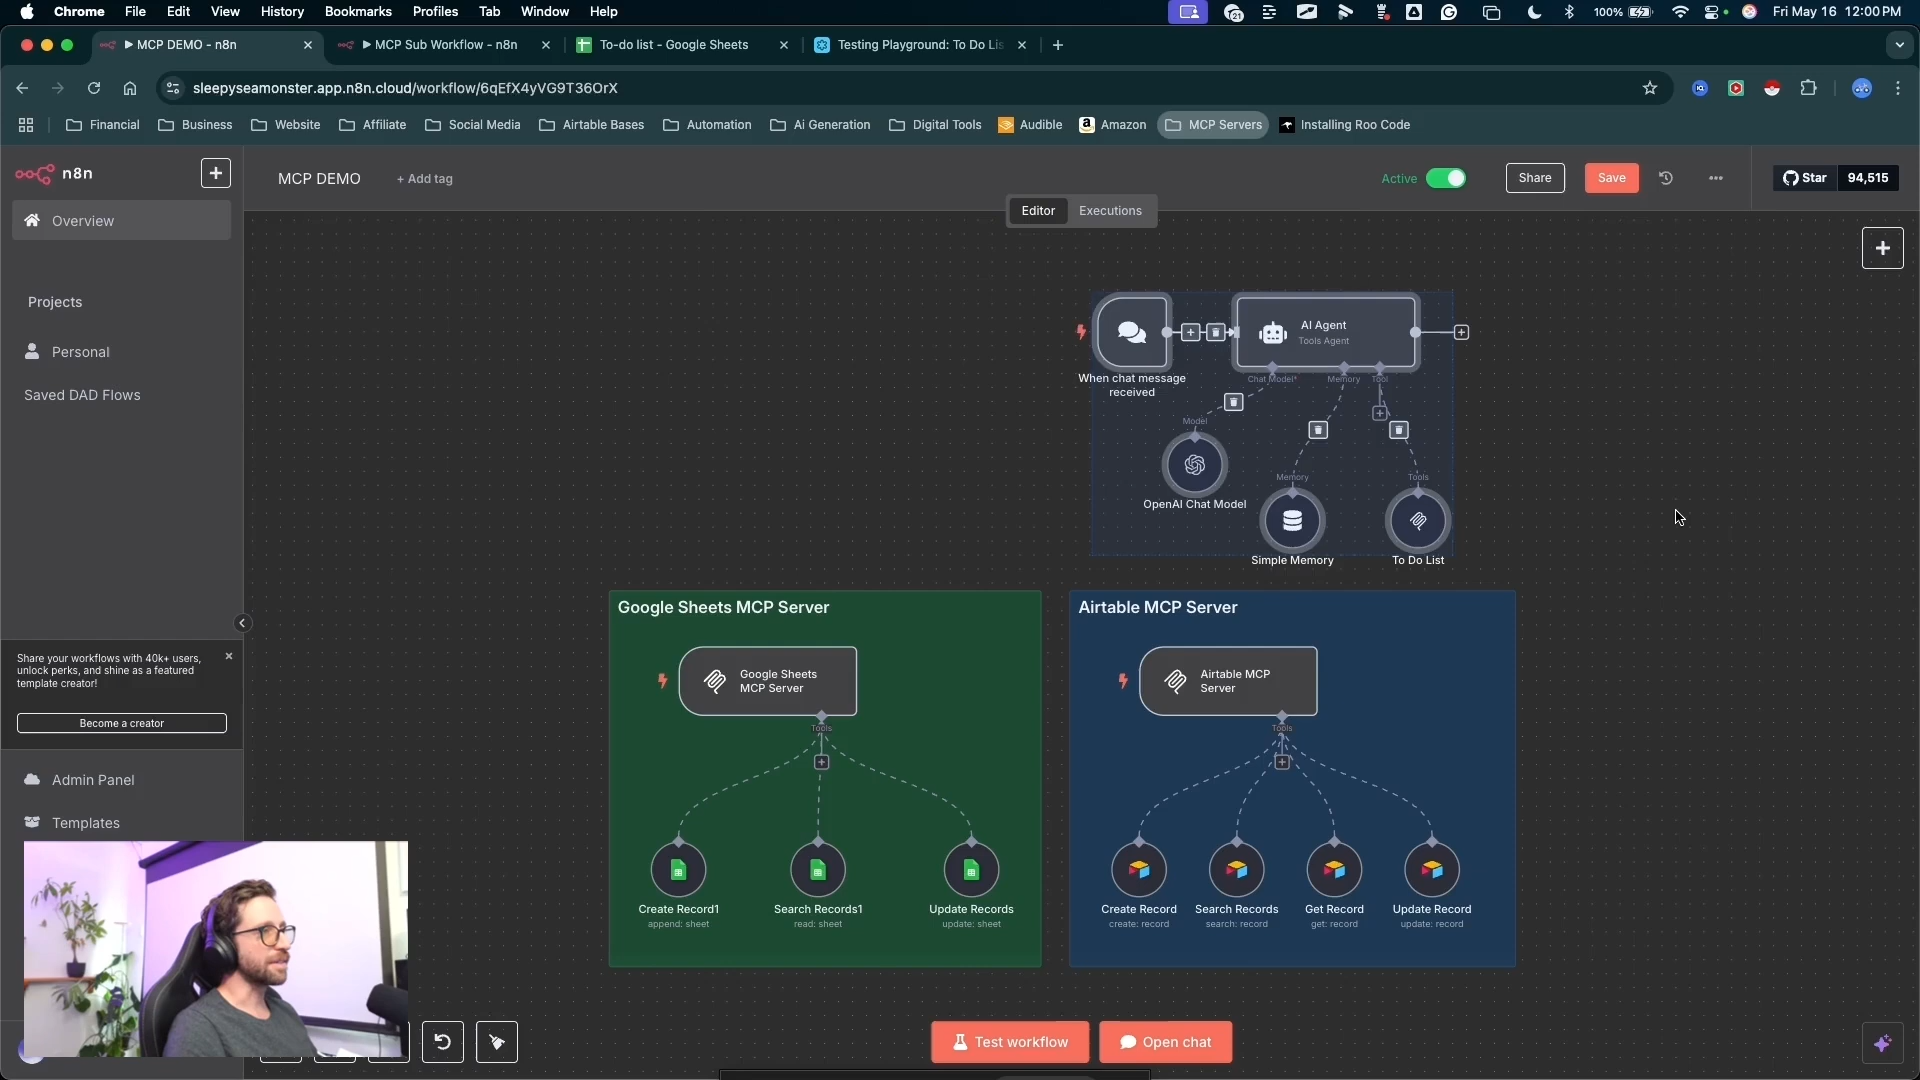 Chrome File Edit View History Bookmarks Profiles Tab Window Help
21 100% Fri May 16 12:00 PM
MCP DEMO - n8n
MCP Sub Workflow - n8n
To-do list - Google Sheets
Testing Playground: To Do Lis
sleepyseamonster.app.n8n.cloud/workflow/6qEfX4yVG9T36OrX
Financial Business Website Affiliate Social Media Airtable Bases Automation Ai Generation Digital Tools Audible Amazon MCP Servers Installing Roo Code
n8n
MCP DEMO
+ Add tag
Active
Share
Save
Star 94,515
Editor Executions
Overview
Projects
Personal
Saved DAD Flows
Share your workflows with 40k+ users,
unlock perks, and shine as a featured
template creator!
Become a creator
Admin Panel
Templates
When chat message
received
AI Agent
Tools Agent
Chat Model*
Memory
Tool
Model
OpenAI Chat Model
Memory
Simple Memory
Tools
To Do List
Google Sheets MCP Server
Google Sheets
MCP Server
Tools
Create Record1
append: sheet
Search Records1
read: sheet
Update Records
update: sheet
Airtable MCP Server
Airtable MCP
Server
Tools
Create Record
create: record
Search Records
search: record
Get Record
get: record
Update Record
update: record
Test workflow
Open chat